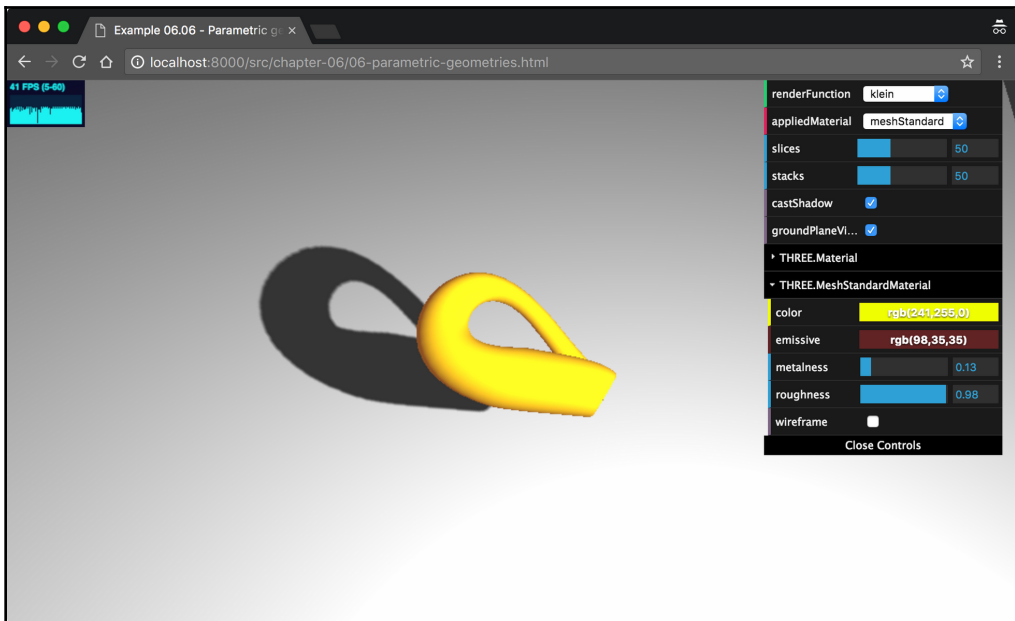 Example 06.06 - Parametric ge
localhost:8000/src/chapter-06/06-parametric-geometries.html
41 FPS (5-60)
renderFunction klein
appliedMaterial meshStandard
slices 50
stacks 50
castShadow
groundPlaneVi...
THREE.Material
THREE.MeshStandardMaterial
color rgb(241,255,0)
emissive rgb(98,35,35)
metalness 0.13
roughness 0.98
wireframe
Close Controls